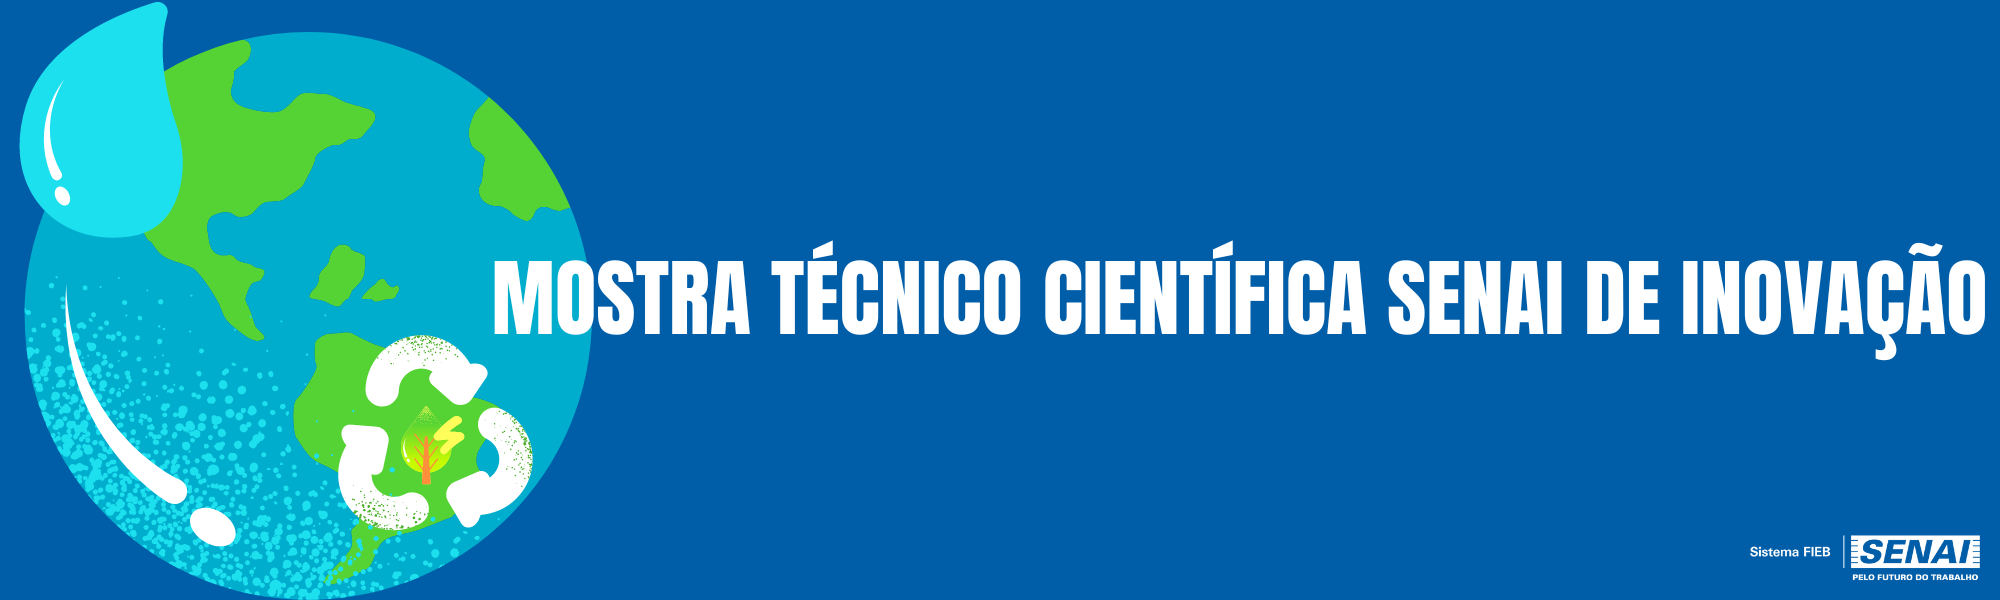 MOSTRA TÉCNICO CIENTÍFICA SENAI DE INOVAÇÃO
Sistema FIEB
SENAI
PELO FUTURO DO TRABALHO